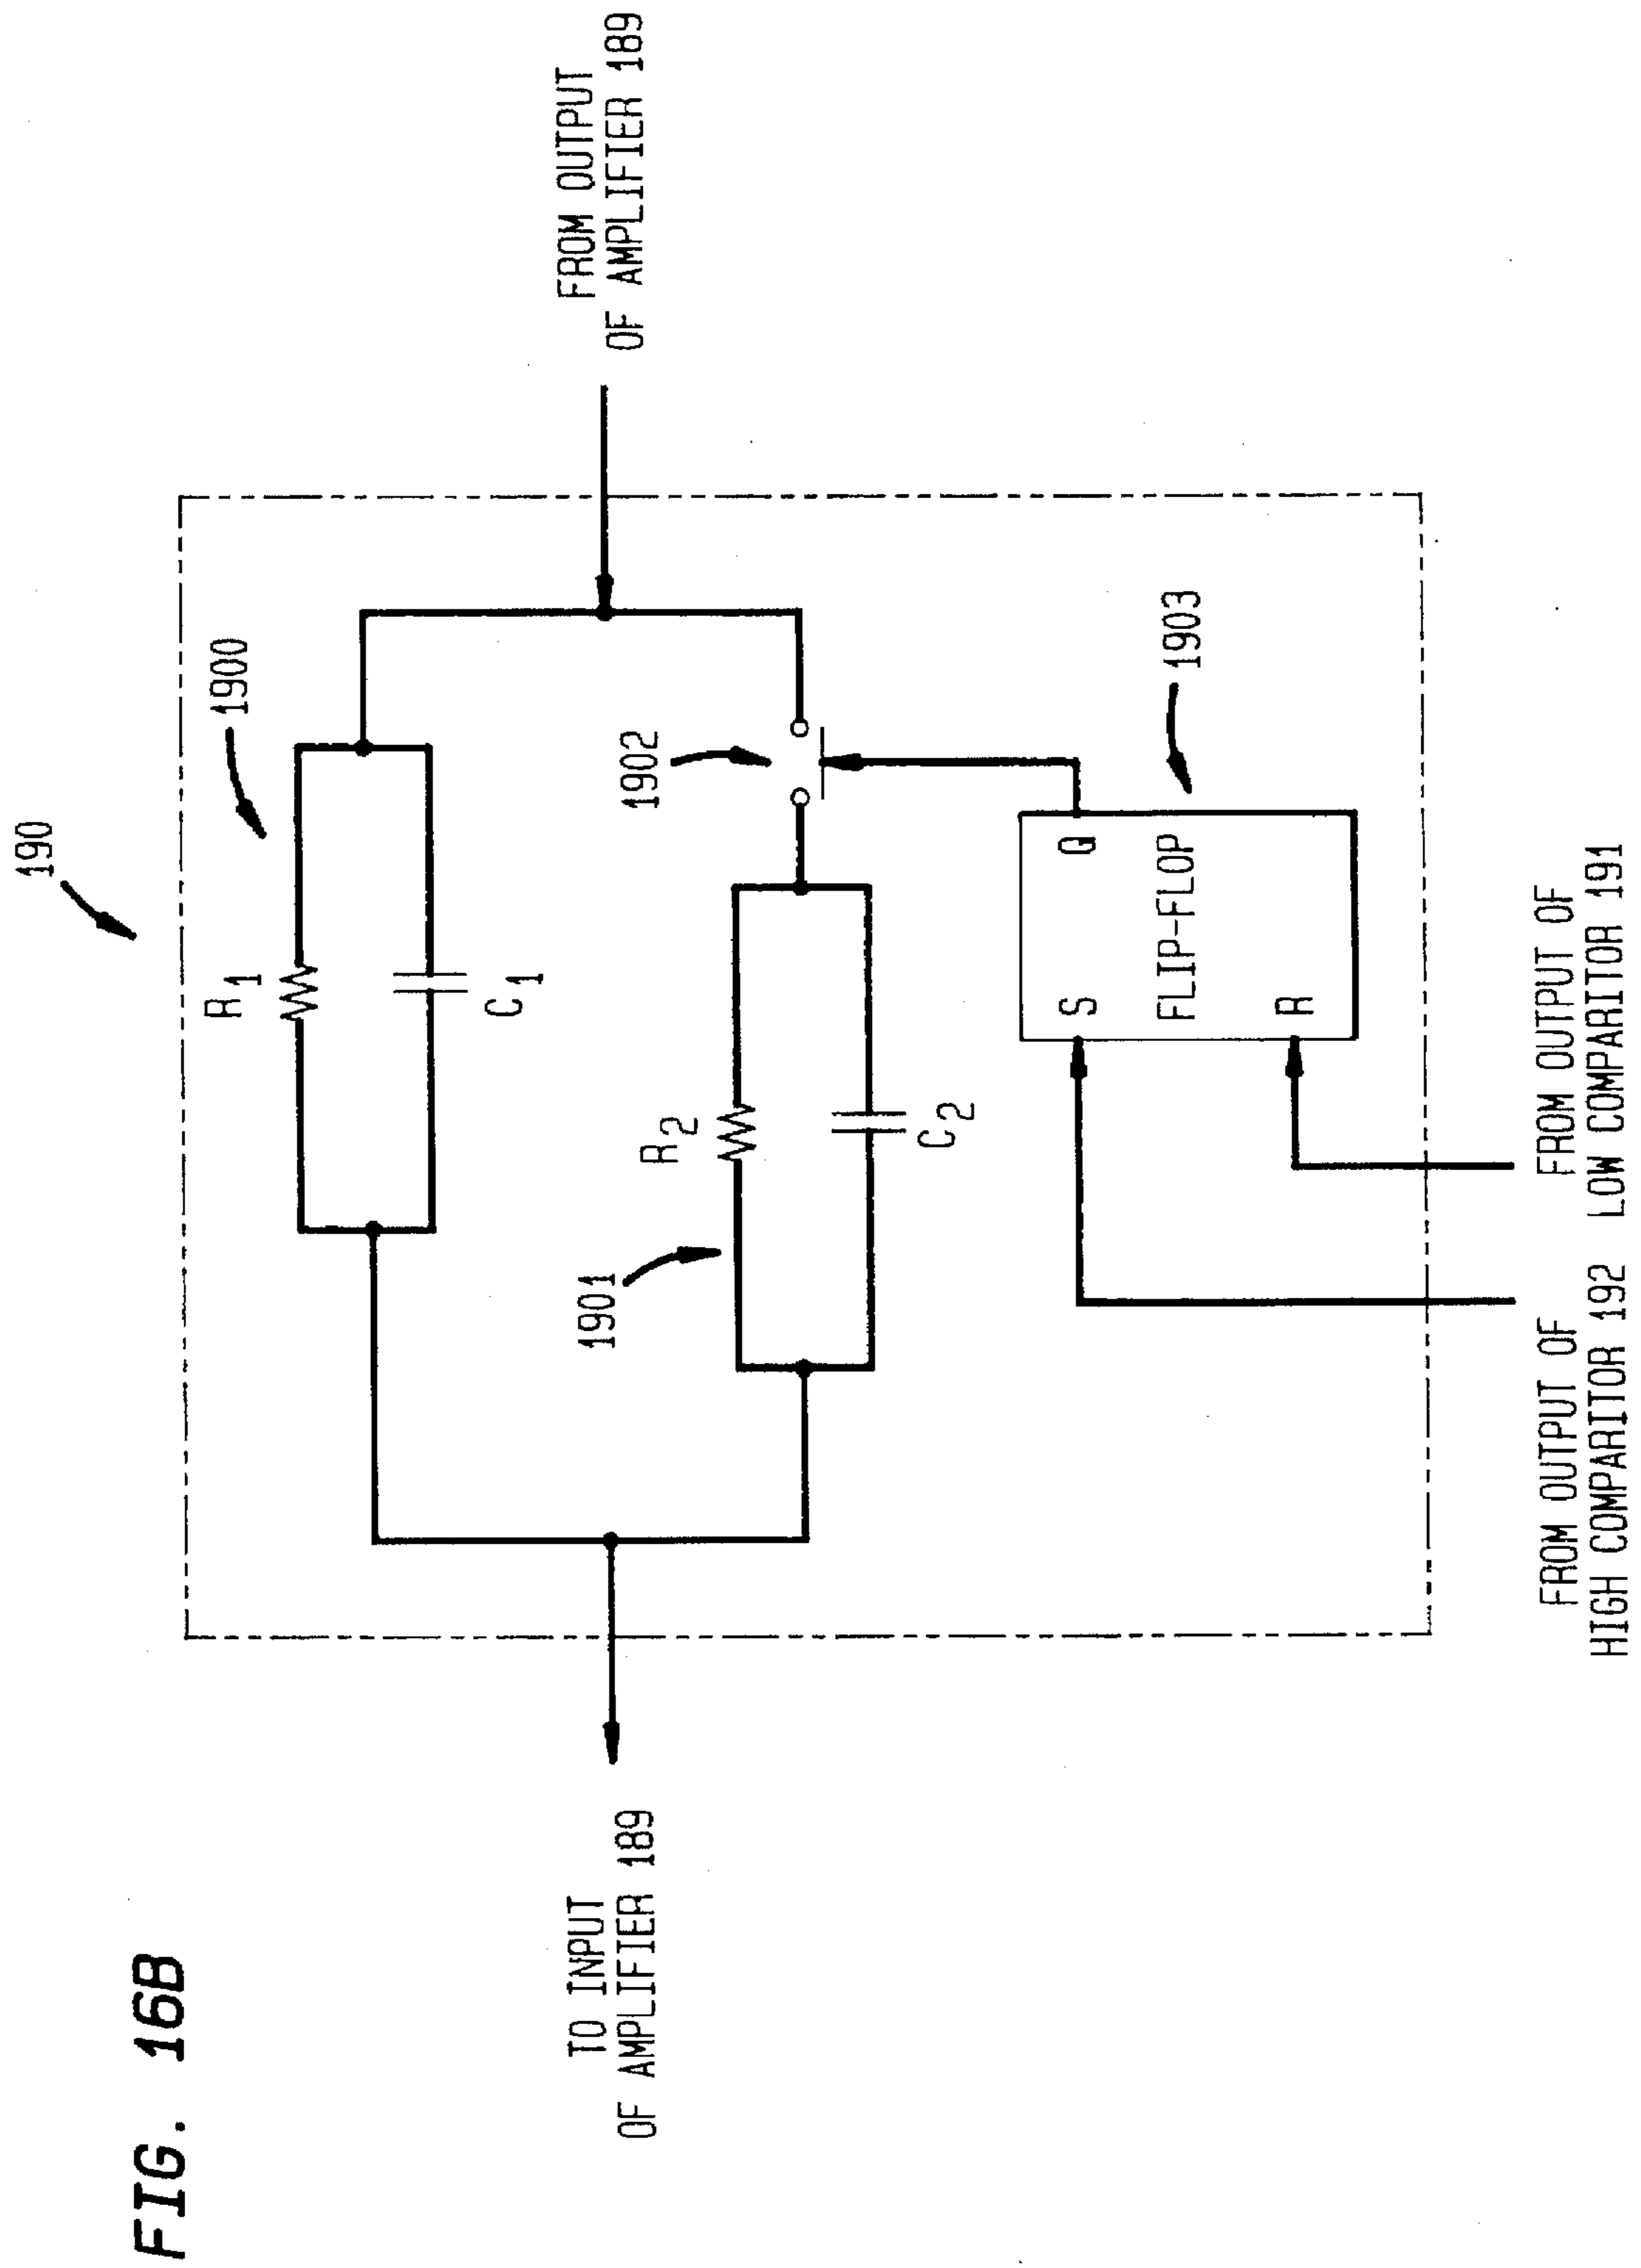 FIG. 16B
190
1900
R1
C1
FROM OUTPUT
OF AMPLIFIER 189
TO INPUT
OF AMPLIFIER 189
1902
1901
R2
C2
1903
S
Q
FLIP-FLOP
R
FROM OUTPUT OF
HIGH COMPARITOR 192
FROM OUTPUT OF
LOW COMPARITOR 191